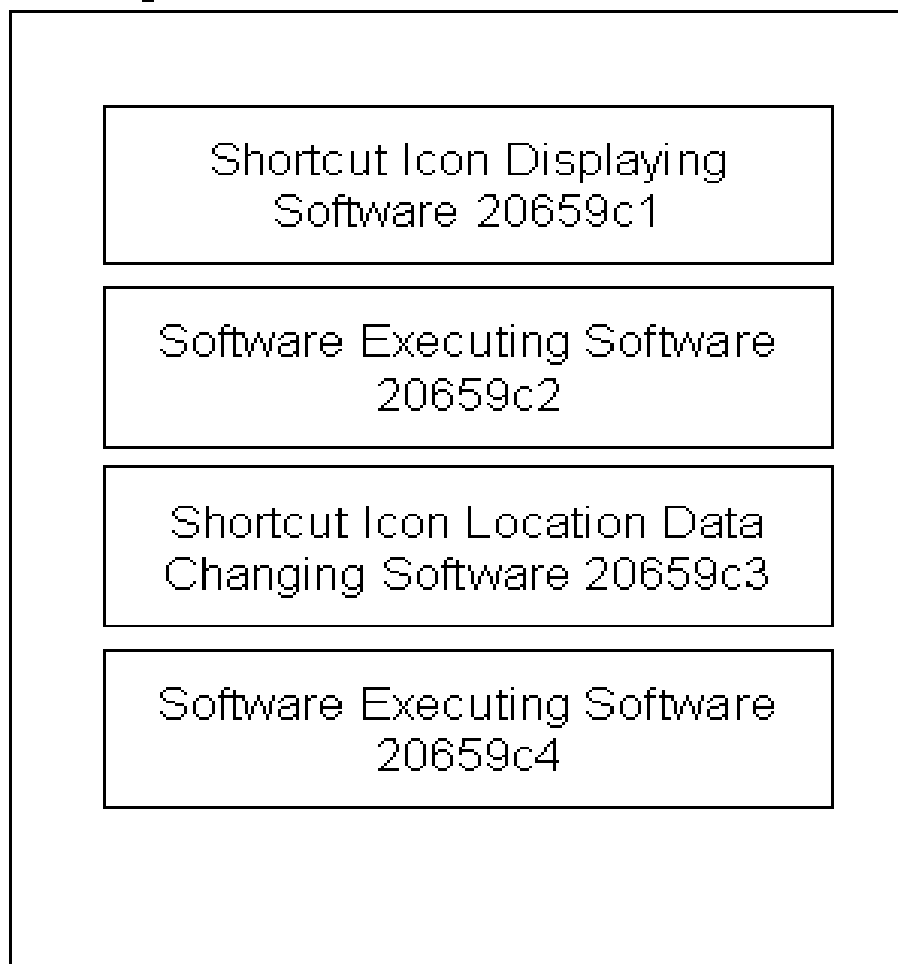 Shortcut Icon Displaying
Software 20659c1
Software Executing Software
20659c2
Shortcut Icon Location Data
Changing Software 20659c3
Software Executing Software
20659c4